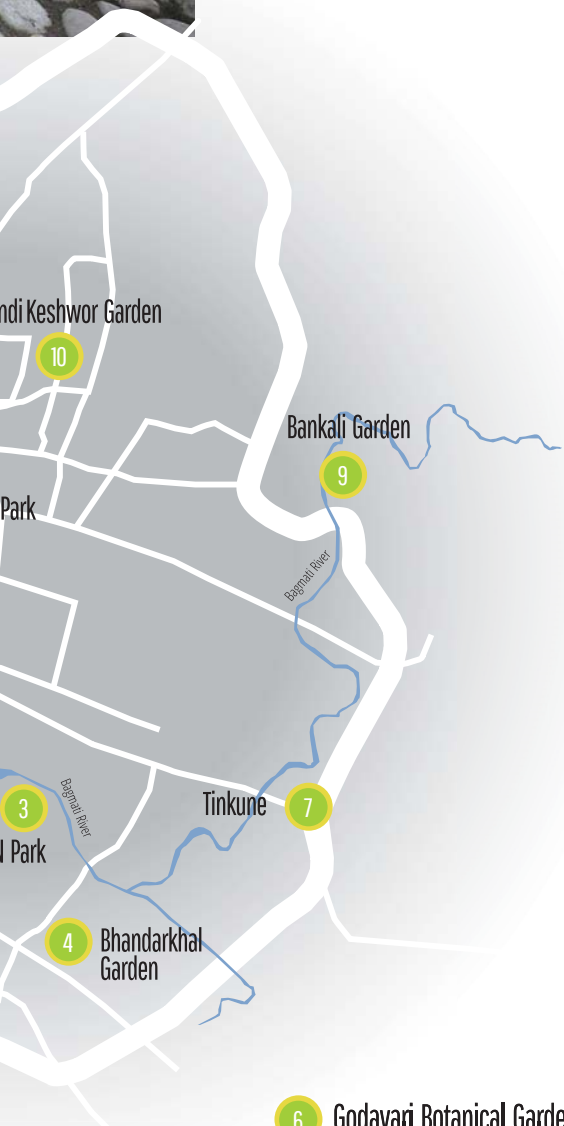 ndi Keshwor Garden
10
Bankali Garden
9
Park
Bagmati River
Bagmati River
Tinkune
7
3
N Park
4
Bhandarkhal
Garden
6
Godavari Botanical Garde